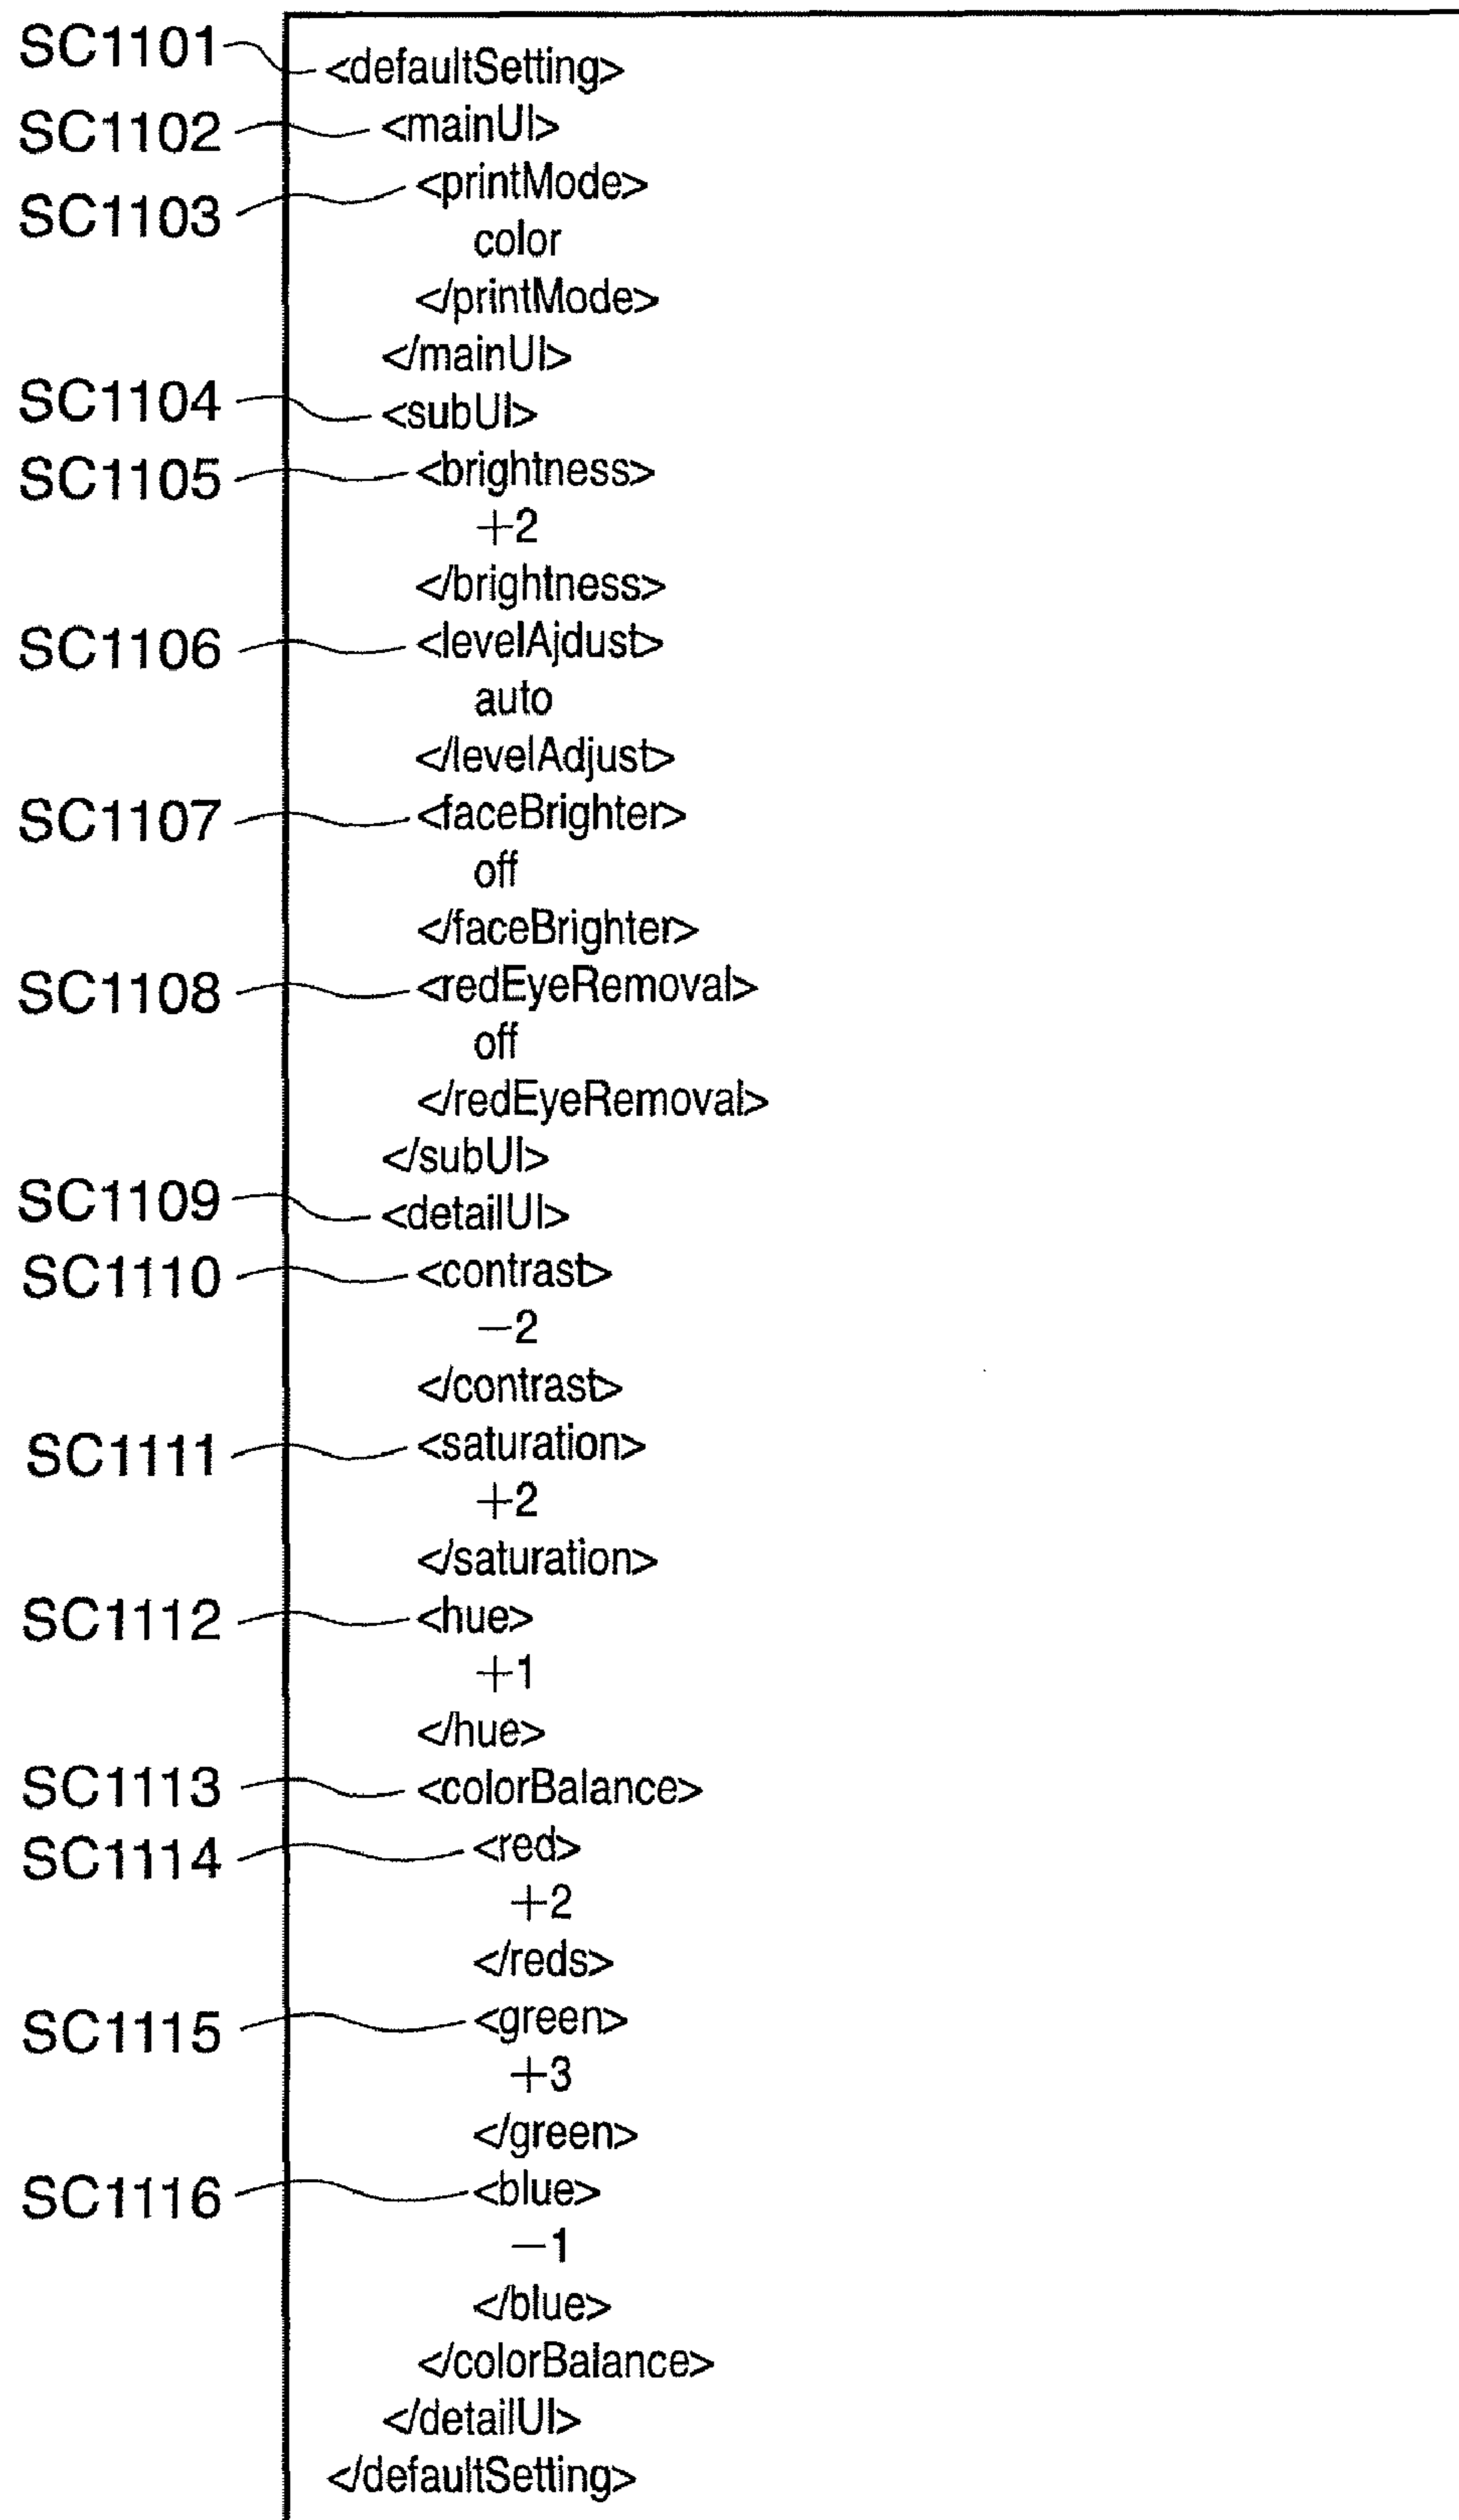 SC1101 <defaultSetting>
SC1102 <mainUI>
SC1103 <printMode>
color
</printMode>
</mainUI>
SC1104 <subUI>
SC1105 <brightness>
+2
</brightness>
SC1106 <levelAjdust>
auto
</levelAdjust>
SC1107 <faceBrighter>
off
</faceBrighter>
SC1108 <redEyeRemoval>
off
</redEyeRemoval>
</subUI>
SC1109 <detailUI>
SC1110 <contrast>
−2
</contrast>
SC1111 <saturation>
+2
</saturation>
SC1112 <hue>
+1
</hue>
SC1113 <colorBalance>
SC1114 <red>
+2
</reds>
SC1115 <green>
+3
</green>
SC1116 <blue>
−1
</blue>
</colorBalance>
</detailUI>
</defaultSetting>